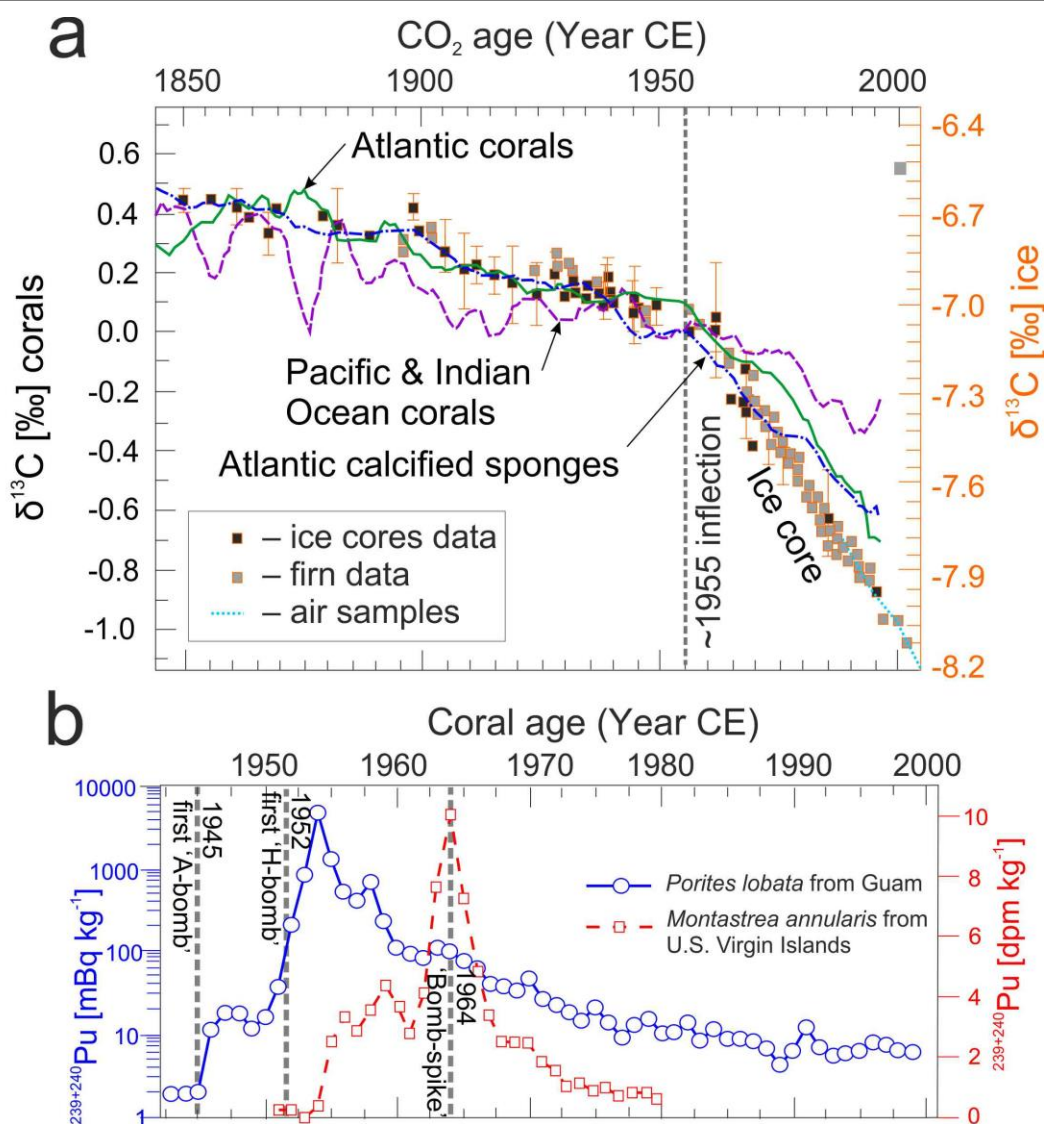 a
CO₂ age (Year CE)
1850 1900 1950 2000
0.6
0.4
0.2
0.0
-0.2
-0.4
-0.6
-0.8
-1.0
δ¹³C [‰] corals
-6.4
-6.7
-7.0
-7.3
-7.6
-7.9
-8.2
δ¹³C [‰] ice
Atlantic corals
Pacific & Indian
Ocean corals
Atlantic calcified sponges
~1955 inflection
Ice core
– ice cores data
– firn data
– air samples
b
Coral age (Year CE)
1950 1960 1970 1980 1990 2000
10000
1000
100
10
1
²³⁹⁺²⁴⁰Pu [mBq kg⁻¹]
1945
first ‘A-bomb’
1952
first ‘H-bomb’
1964
‘Bomb-spike’
Porites lobata from Guam
Montastrea annularis from
U.S. Virgin Islands
10
8
6
4
2
0
²³⁹⁺²⁴⁰Pu [dpm kg⁻¹]